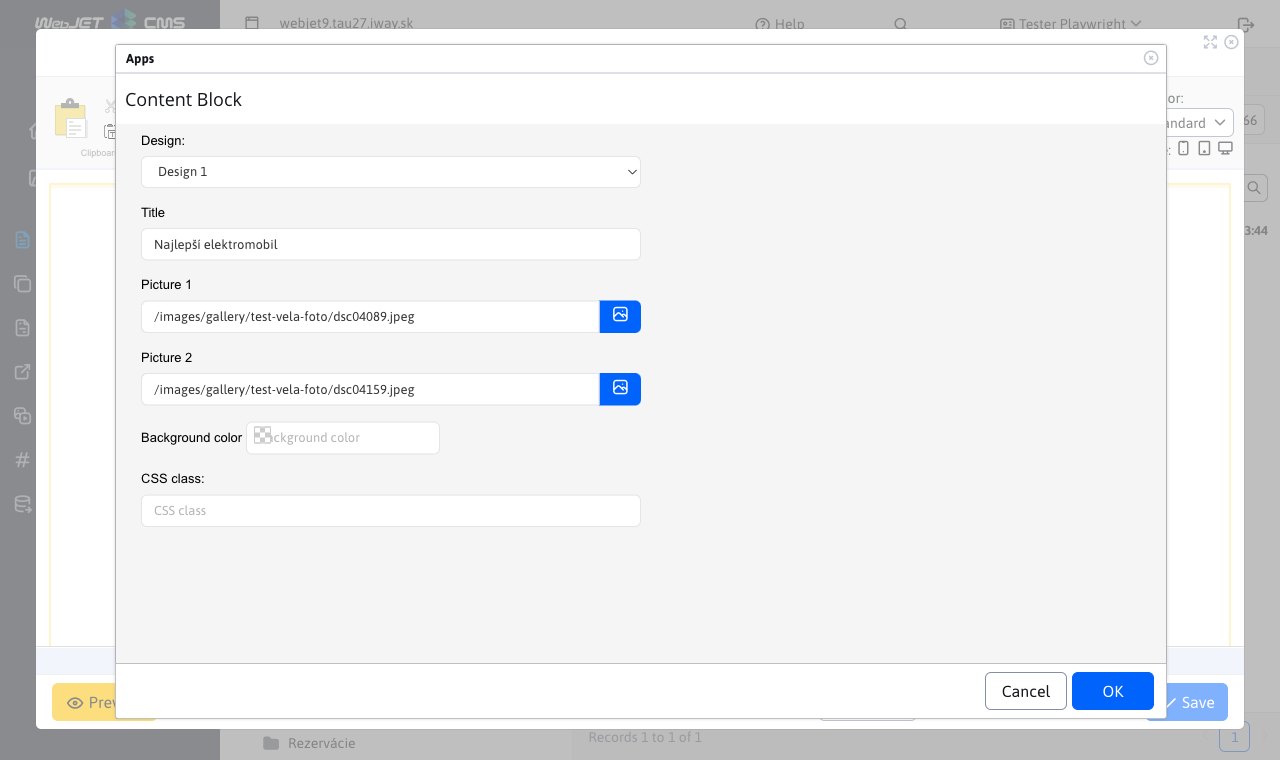 WebJET CMS
webjet9.tau27.iway.sk
Help
Tester Playwright
Apps
Content Block
Design:
Design 1
Title
Najlepší elektromobil
Picture 1
/images/gallery/test-vela-foto/dsc04089.jpeg
Picture 2
/images/gallery/test-vela-foto/dsc04159.jpeg
Background color
ckground color
CSS class:
CSS class
Cancel
OK
or:
andard
66
e:
3:44
Clipboar
Prev
Save
Rezervácie
Records 1 to 1 of 1
1